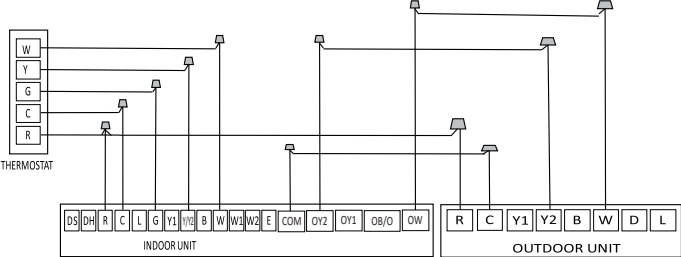 W
Y
G
C
R
THERMOSTAT
DS DH R C L G Y1 Y/Y2 B W W1 W2 E COM OY2 OY1 OB/O OW
INDOOR UNIT
R C Y1 Y2 B W D L
OUTDOOR UNIT